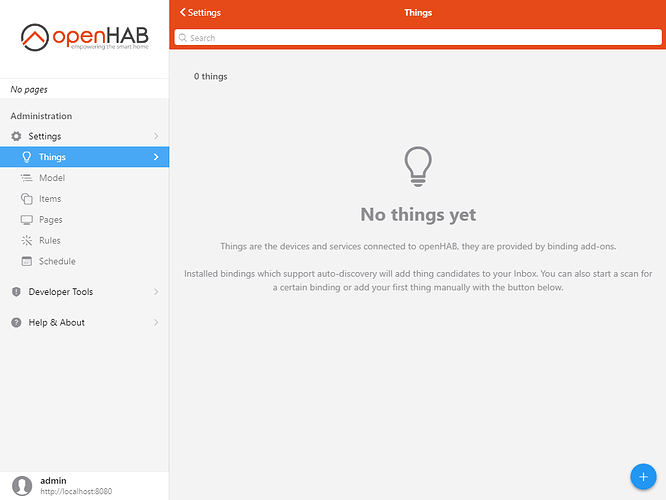 openHAB
empowering the smart home
No pages
Administration
Settings
Things
Model
Items
Pages
Rules
Schedule
Developer Tools
Help & About
admin
http://localhost:8080
Settings
Things
Search
0 things
No things yet
Things are the devices and services connected to openHAB, they are provided by binding add-ons.
Installed bindings which support auto-discovery will add thing candidates to your Inbox. You can also start a scan for
a certain binding or add your first thing manually with the button below.